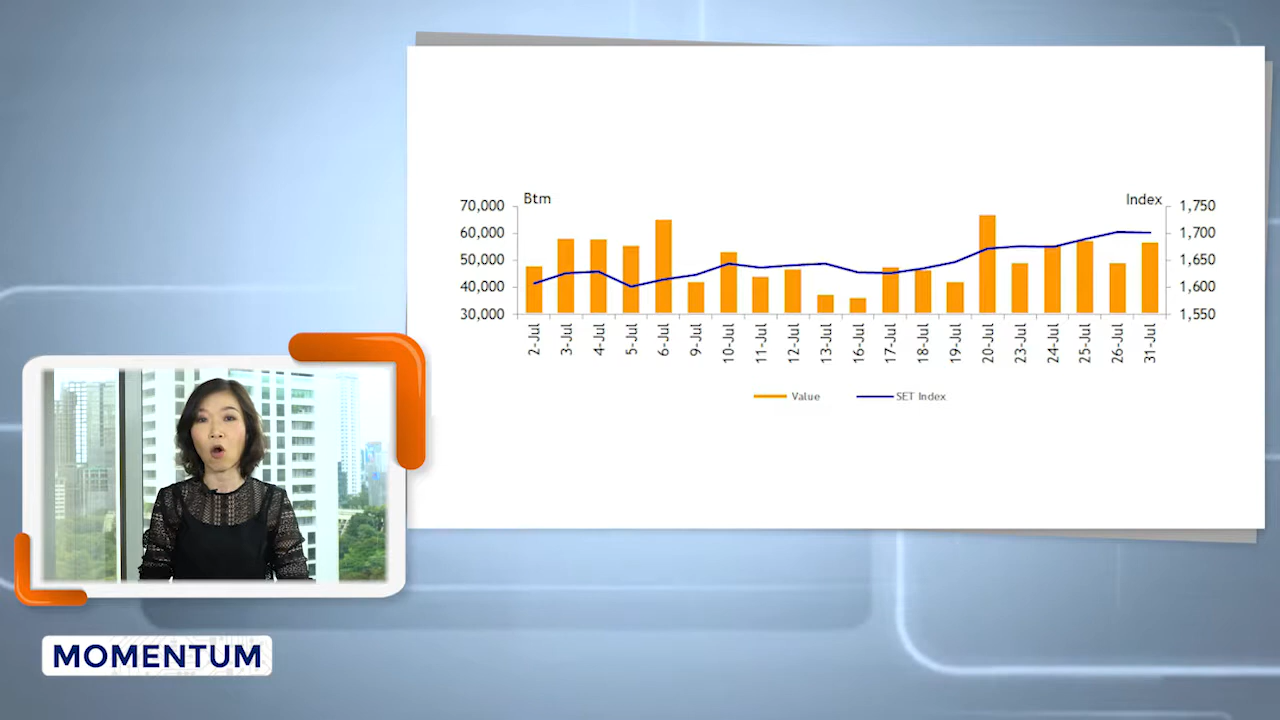 Btm
Index
70,000
60,000
50,000
40,000
30,000
1,750
1,700
1,650
1,600
1,550
2-Jul
3-Jul
4-Jul
5-Jul
6-Jul
9-Jul
10-Jul
11-Jul
12-Jul
13-Jul
16-Jul
17-Jul
18-Jul
19-Jul
20-Jul
23-Jul
24-Jul
25-Jul
26-Jul
31-Jul
Value
SET Index
MOMENTUM